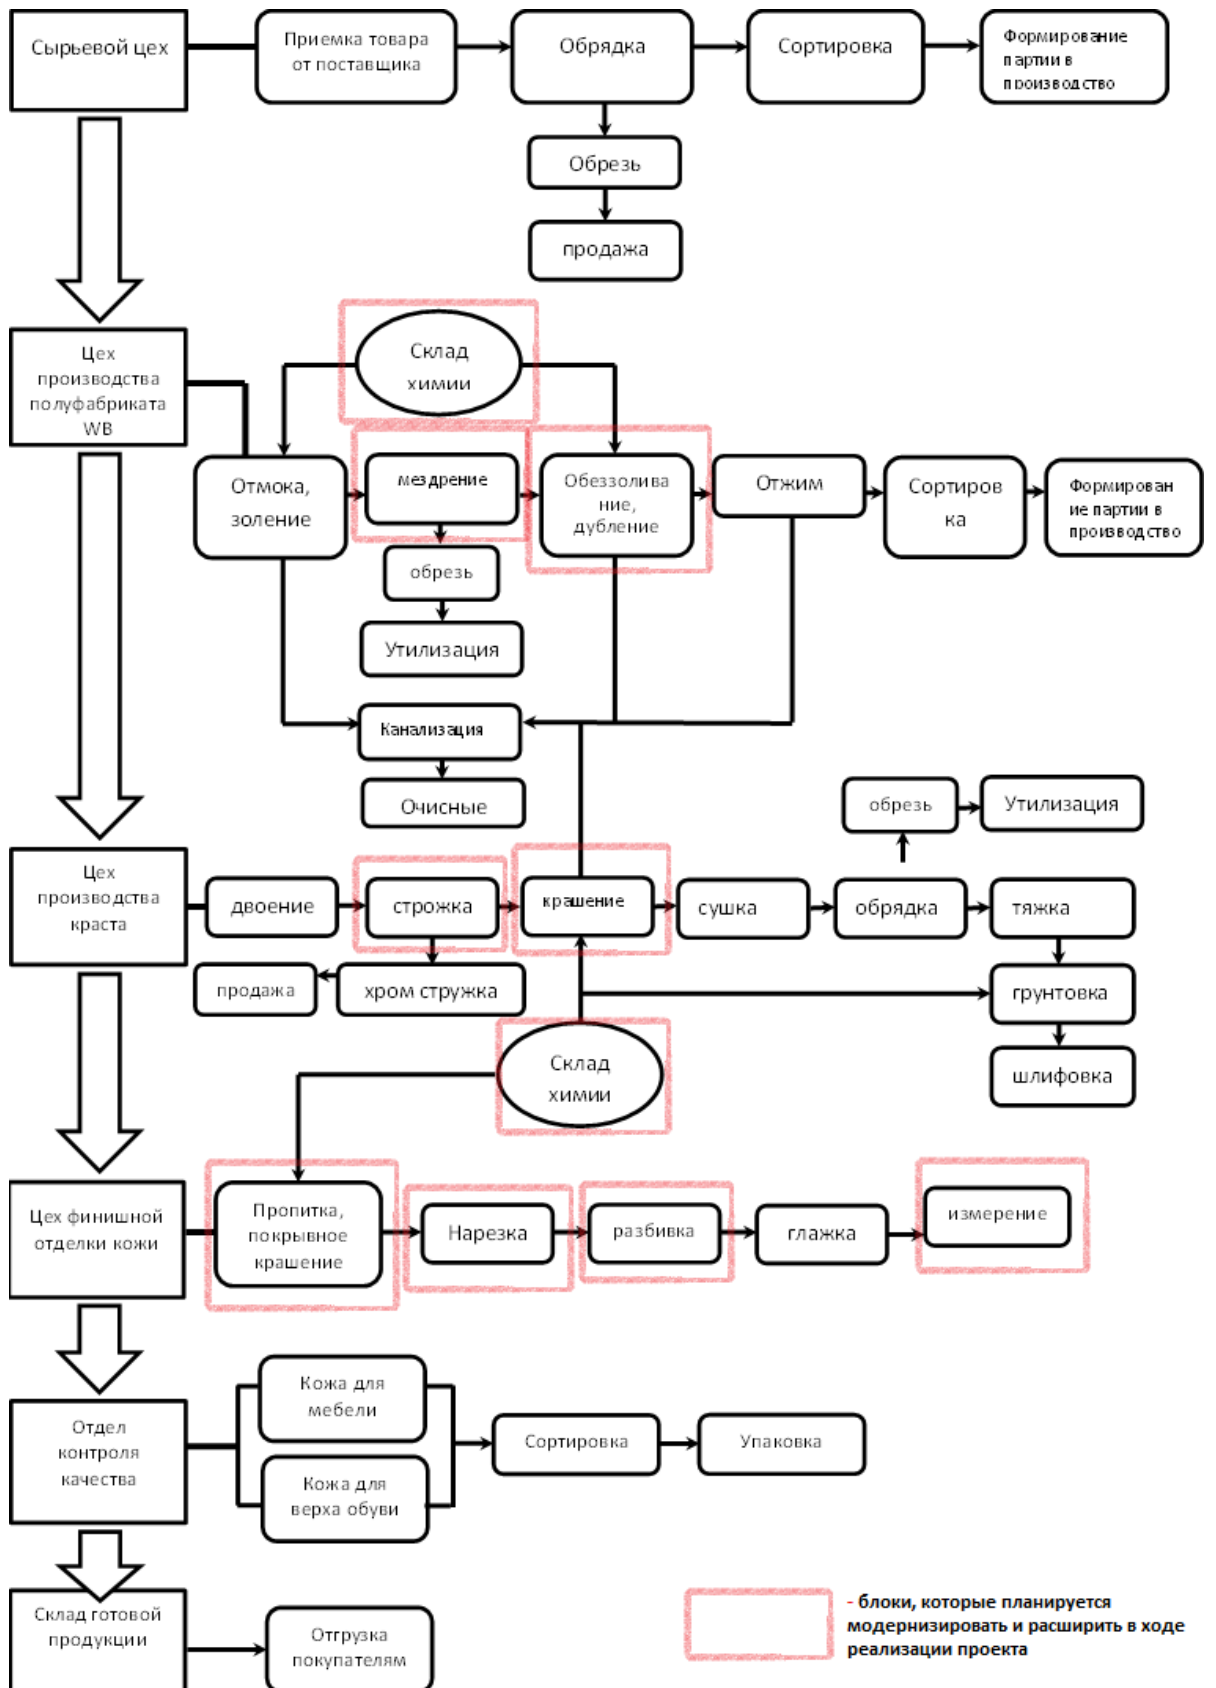 Сырьевой цех
Приемка товара
от поставщика
Обрядка
Сортировка
Формирование
партии в
производство
Обрезь
продажа
Цех
производства
полуфабриката
WB
Склад
химии
Отмока,
золение
мездрение
Обеззолива
ние,
дубление
Отжим
Сортиров
ка
Формирован
ие партии в
производство
обрезь
Утилизация
Канализация
Очисные
обрезь
Утилизация
Цех
производства
краста
двоение
строжка
крашение
сушка
обрядка
тяжка
продажа
хром стружка
грунтовка
шлифовка
Склад
химии
Цех финишной
отделки кожи
Пропитка,
покрывное
крашение
Нарезка
разбивка
глажка
измерение
Отдел
контроля
качества
Кожа для
мебели
Кожа для
верха обуви
Сортировка
Упаковка
Склад готовой
продукции
Отгрузка
покупателям
- блоки, которые планируется
модернизировать и расширить в ходе
реализации проекта